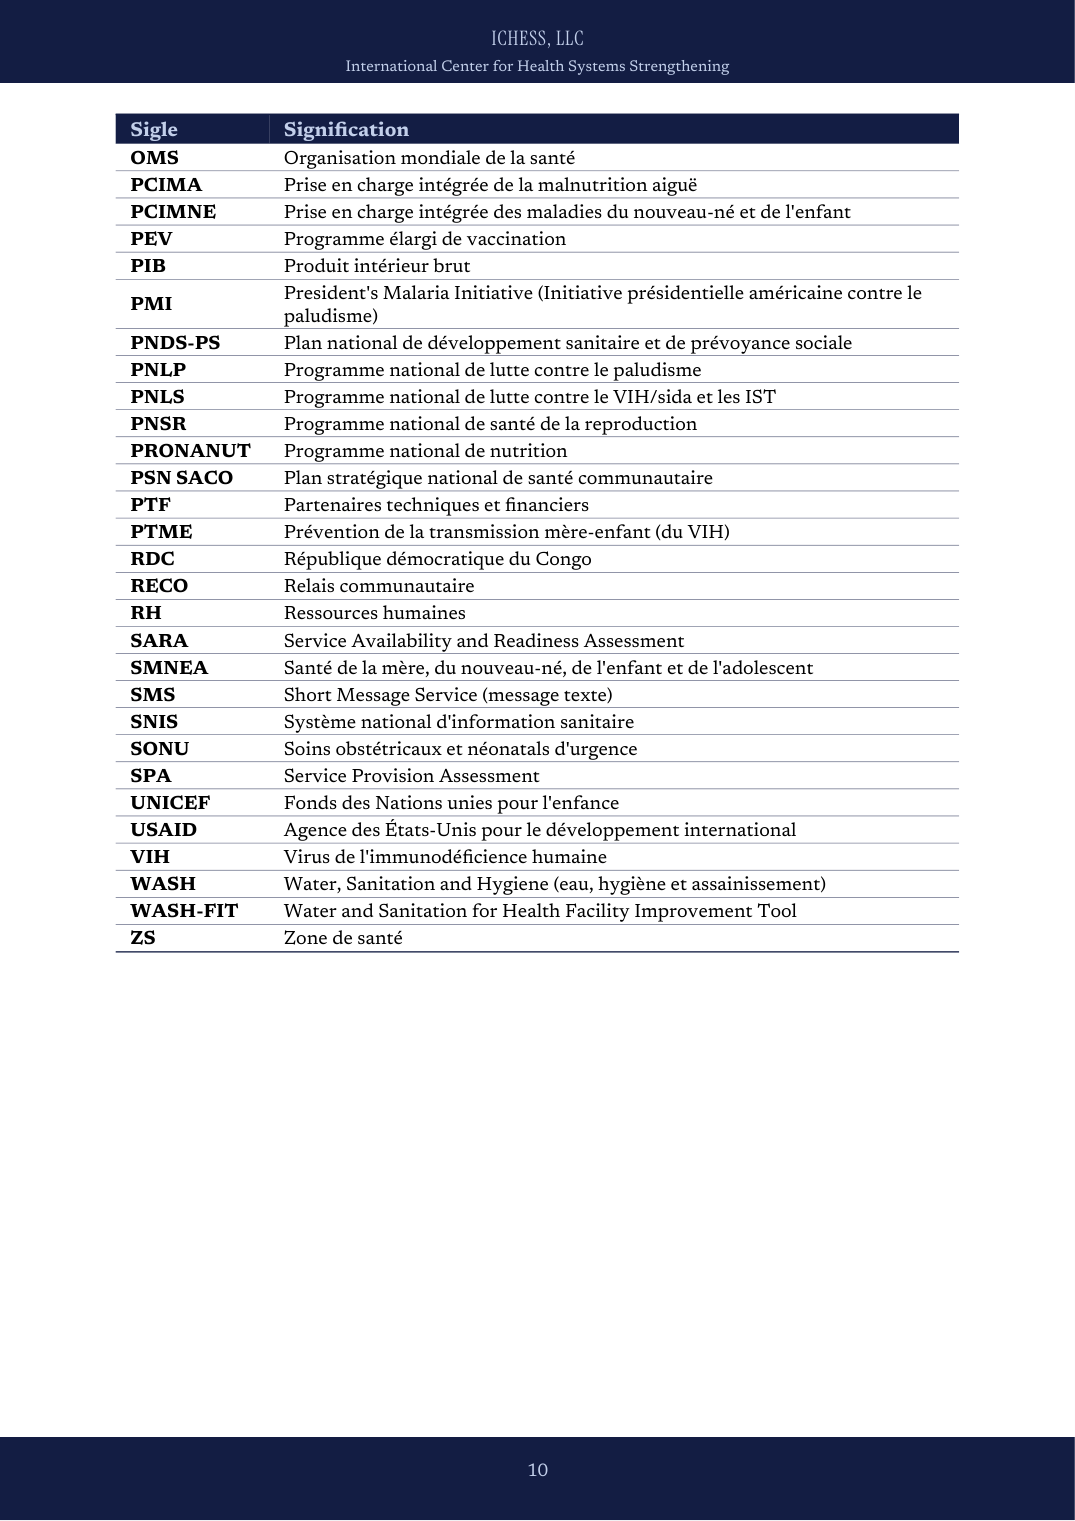 ICHESS, LLC
International Center for Health Systems Strengthening
Sigle Signification
OMS Organisation mondiale de la santé
PCIMA Prise en charge intégrée de la malnutrition aiguë
PCIMNE Prise en charge intégrée des maladies du nouveau-né et de l'enfant
PEV Programme élargi de vaccination
PIB Produit intérieur brut
PMI President's Malaria Initiative (Initiative présidentielle américaine contre le
paludisme)
PNDS-PS Plan national de développement sanitaire et de prévoyance sociale
PNLP Programme national de lutte contre le paludisme
PNLS Programme national de lutte contre le VIH/sida et les IST
PNSR Programme national de santé de la reproduction
PRONANUT Programme national de nutrition
PSN SACO Plan stratégique national de santé communautaire
PTF Partenaires techniques et financiers
PTME Prévention de la transmission mère-enfant (du VIH)
RDC République démocratique du Congo
RECO Relais communautaire
RH Ressources humaines
SARA Service Availability and Readiness Assessment
SMNEA Santé de la mère, du nouveau-né, de l'enfant et de l'adolescent
SMS Short Message Service (message texte)
SNIS Système national d'information sanitaire
SONU Soins obstétricaux et néonatals d'urgence
SPA Service Provision Assessment
UNICEF Fonds des Nations unies pour l'enfance
USAID Agence des États-Unis pour le développement international
VIH Virus de l'immunodéficience humaine
WASH Water, Sanitation and Hygiene (eau, hygiène et assainissement)
WASH-FIT Water and Sanitation for Health Facility Improvement Tool
ZS Zone de santé
10